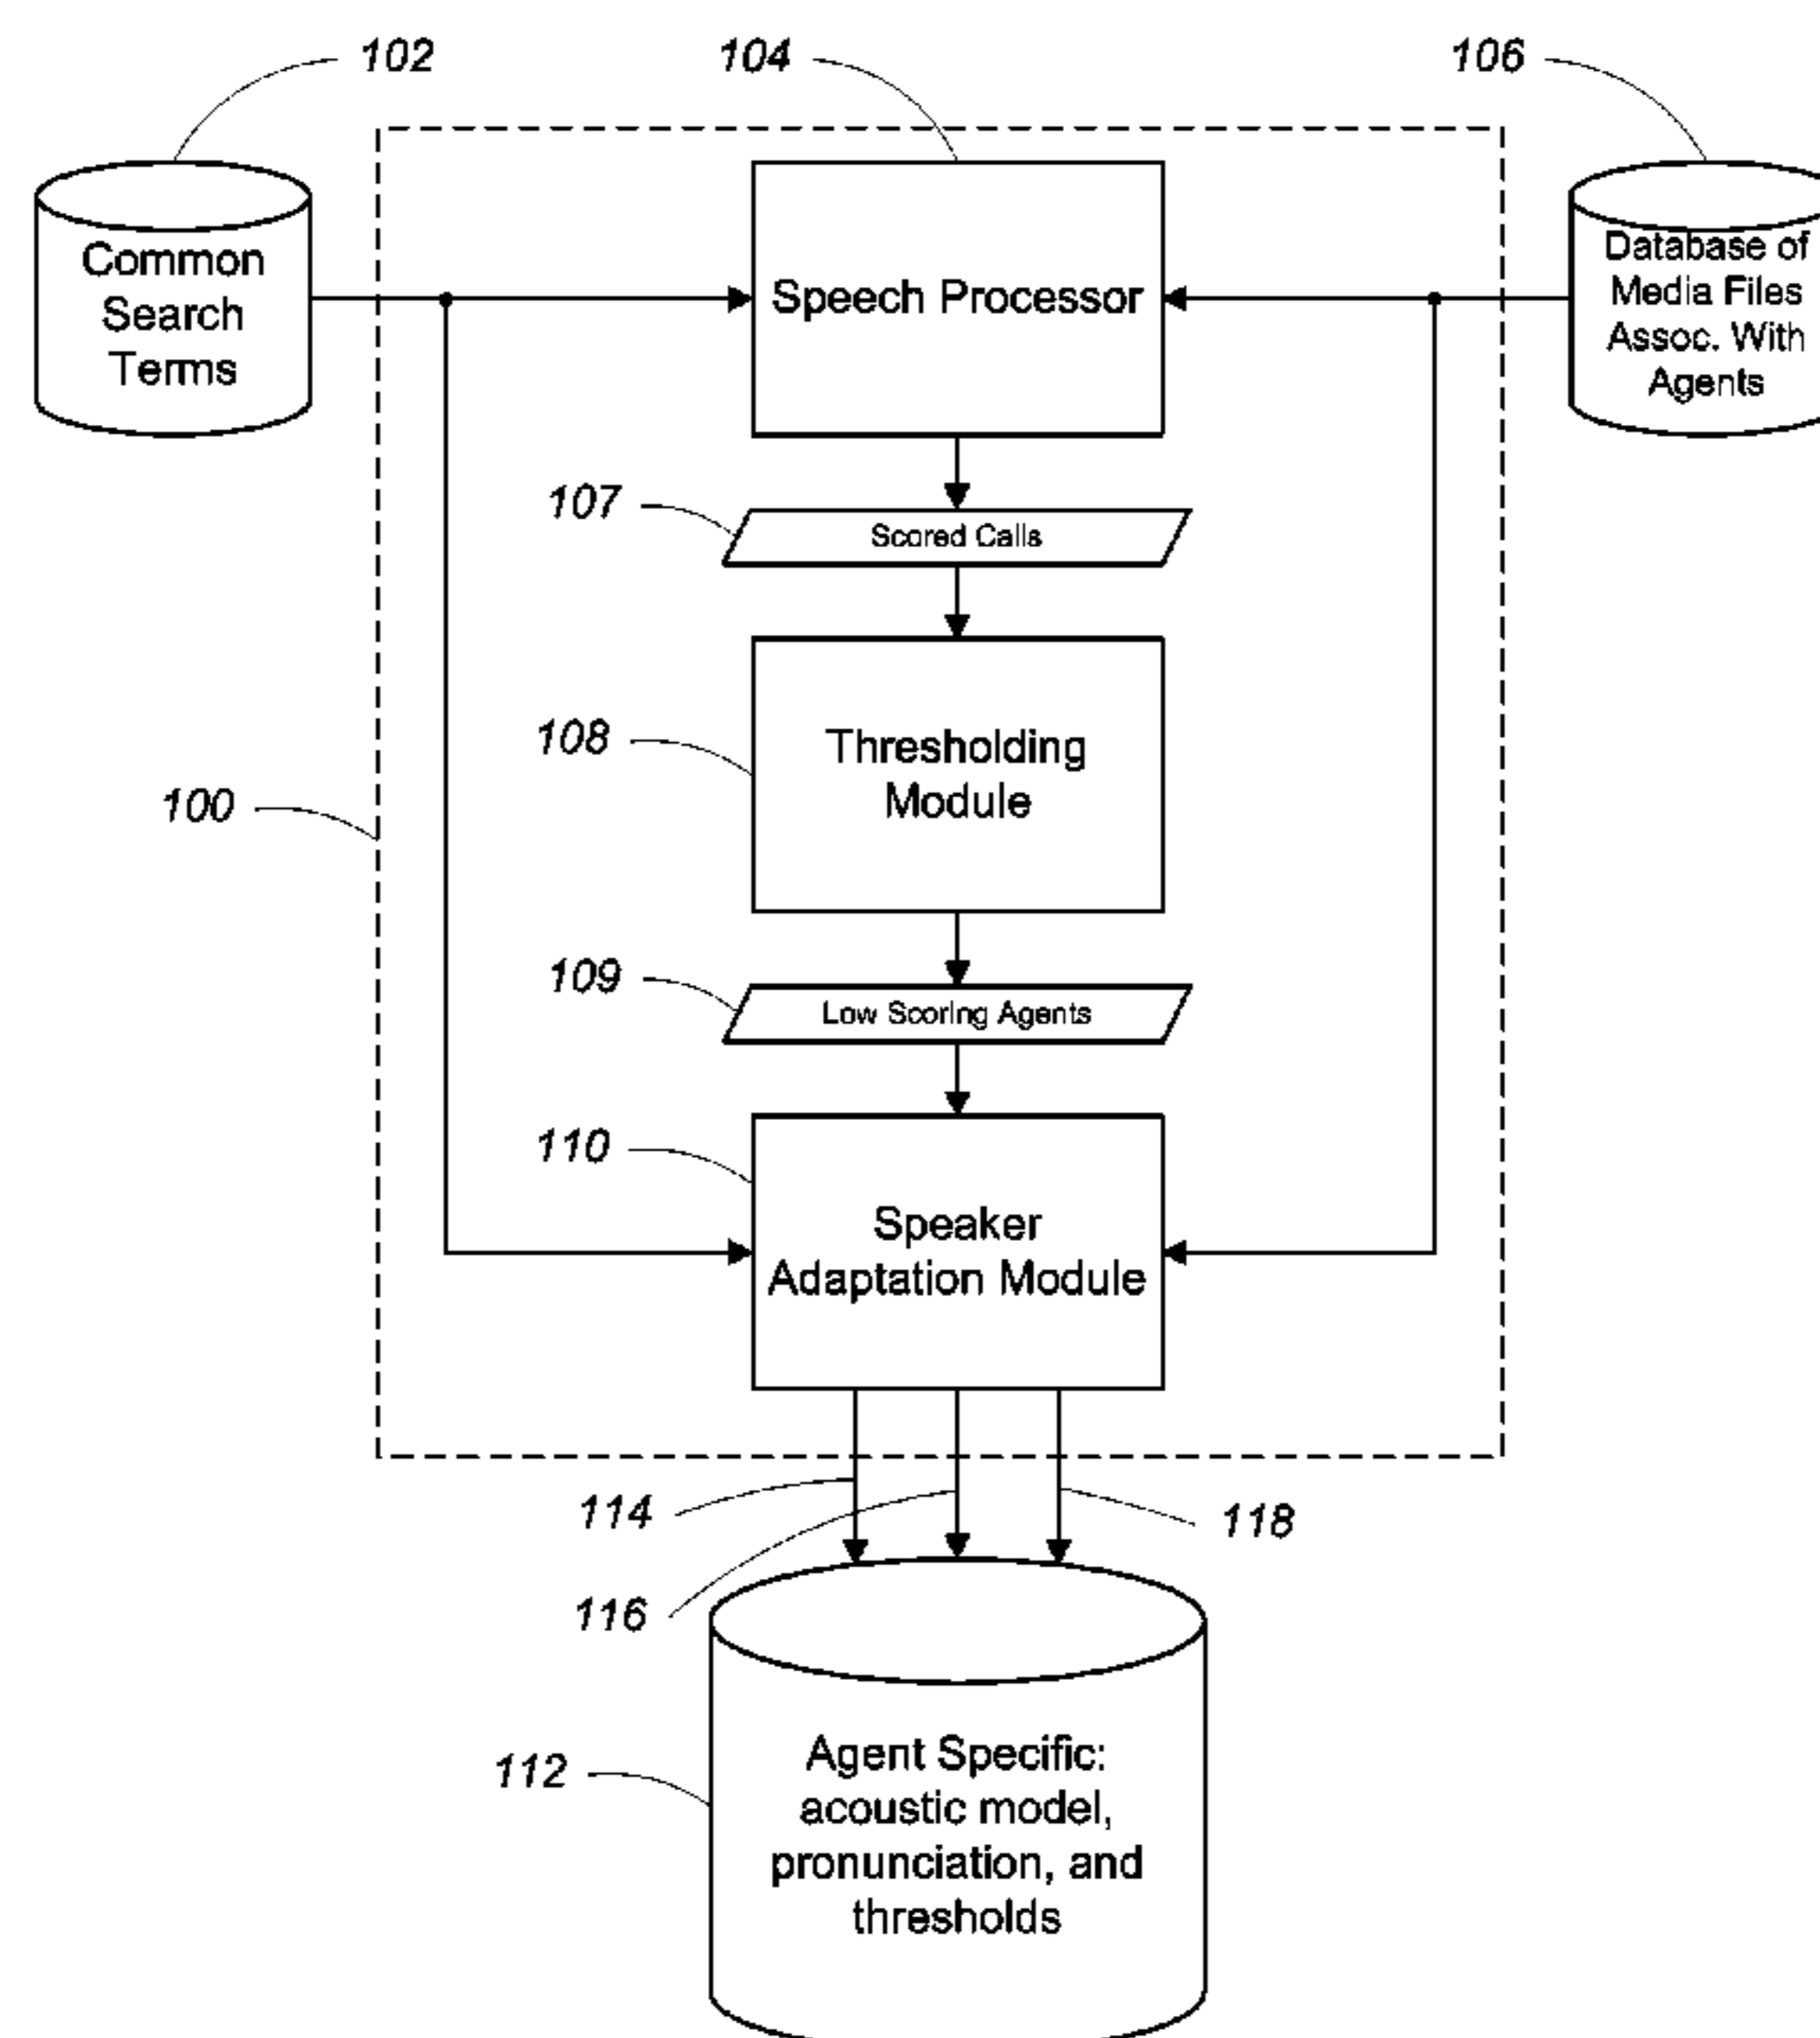 102
104
106
Common
Search
Terms
Speech Processor
Database of
Media Files
Assoc. With
Agents
107
Scored Calls
108
Thresholding
Module
100
109
Low Scoring Agents
110
Speaker
Adaptation Module
114
118
116
112
Agent Specific:
acoustic model,
pronunciation, and
thresholds